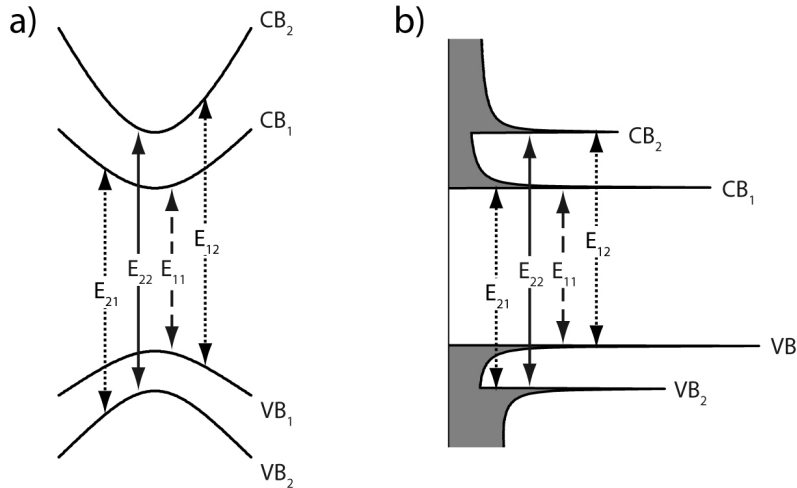 a)
CB₂
CB₁
E₁₂
E₂₂
E₁₁
E₂₁
VB₁
VB₂
b)
CB₂
CB₁
E₁₂
E₂₂
E₁₁
E₂₁
VB
VB₂